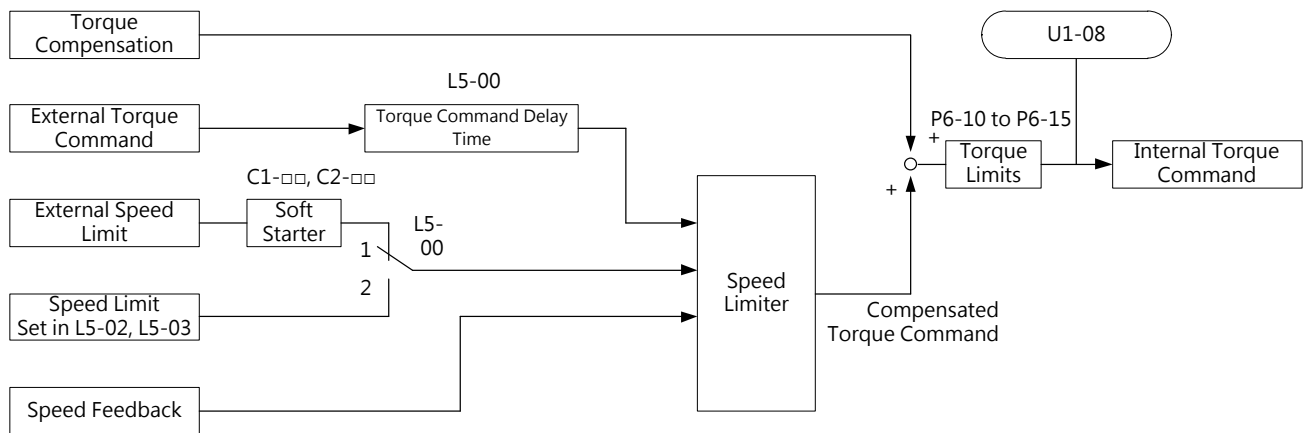 Torque
Compensation
U1-08
L5-00
External Torque
Command
Torque Command Delay
Time
P6-10 to P6-15
+
Torque
Limits
Internal Torque
Command
C1-□□, C2-□□
+
External Speed
Limit
Soft
Starter
L5-
00
1
2
Speed
Limiter
Speed Limit
Set in L5-02, L5-03
Compensated
Torque Command
Speed Feedback